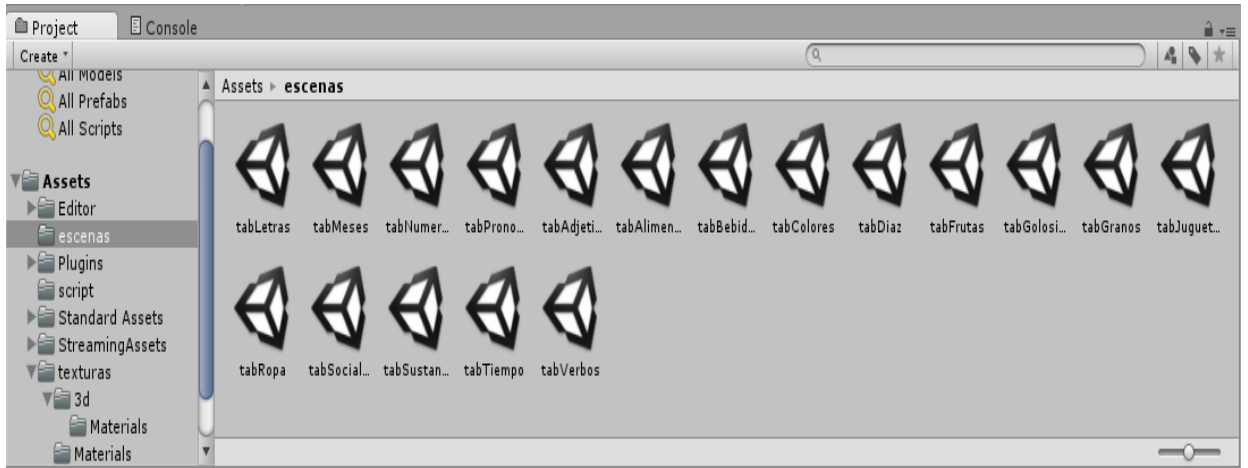 Project Console
Create
All Models
All Prefabs
All Scripts
Assets
Editor
escenas
Plugins
script
Standard Assets
StreamingAssets
texturas
3d
Materials
Materials
Assets escenas
tabLetras tabMeses tabNumer... tabProno... tabAdjeti... tabAlimen... tabBebid... tabColores tabDiaz tabFrutas tabGolosi... tabGranos tabJuguet...
tabRopa tabSocial... tabSustan... tabTiempo tabVerbos